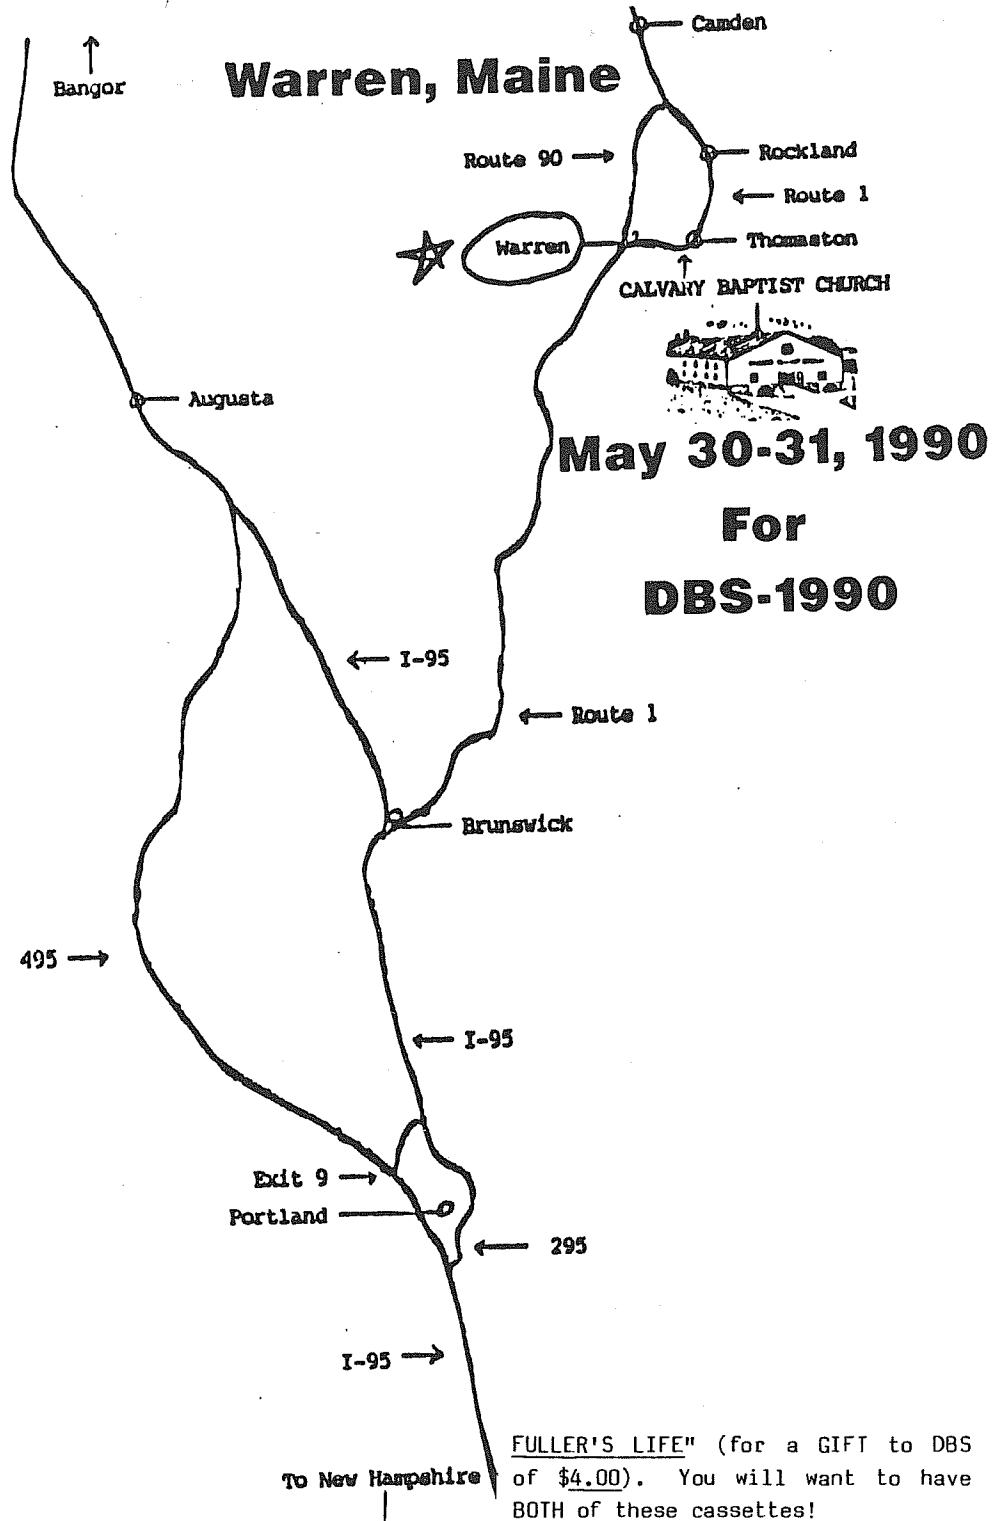 Camden
Bangor
Warren, Maine
Route 90
Rockland
Route 1
Warren
Thomaston
CALVARY BAPTIST CHURCH
Augusta
May 30-31, 1990
For
DBS-1990
I-95
Route 1
Brunswick
495
I-95
Exit 9
Portland
295
I-95
To New Hampshire
FULLER'S LIFE" (for a GIFT to DBS
of $4.00). You will want to have
BOTH of these cassettes!